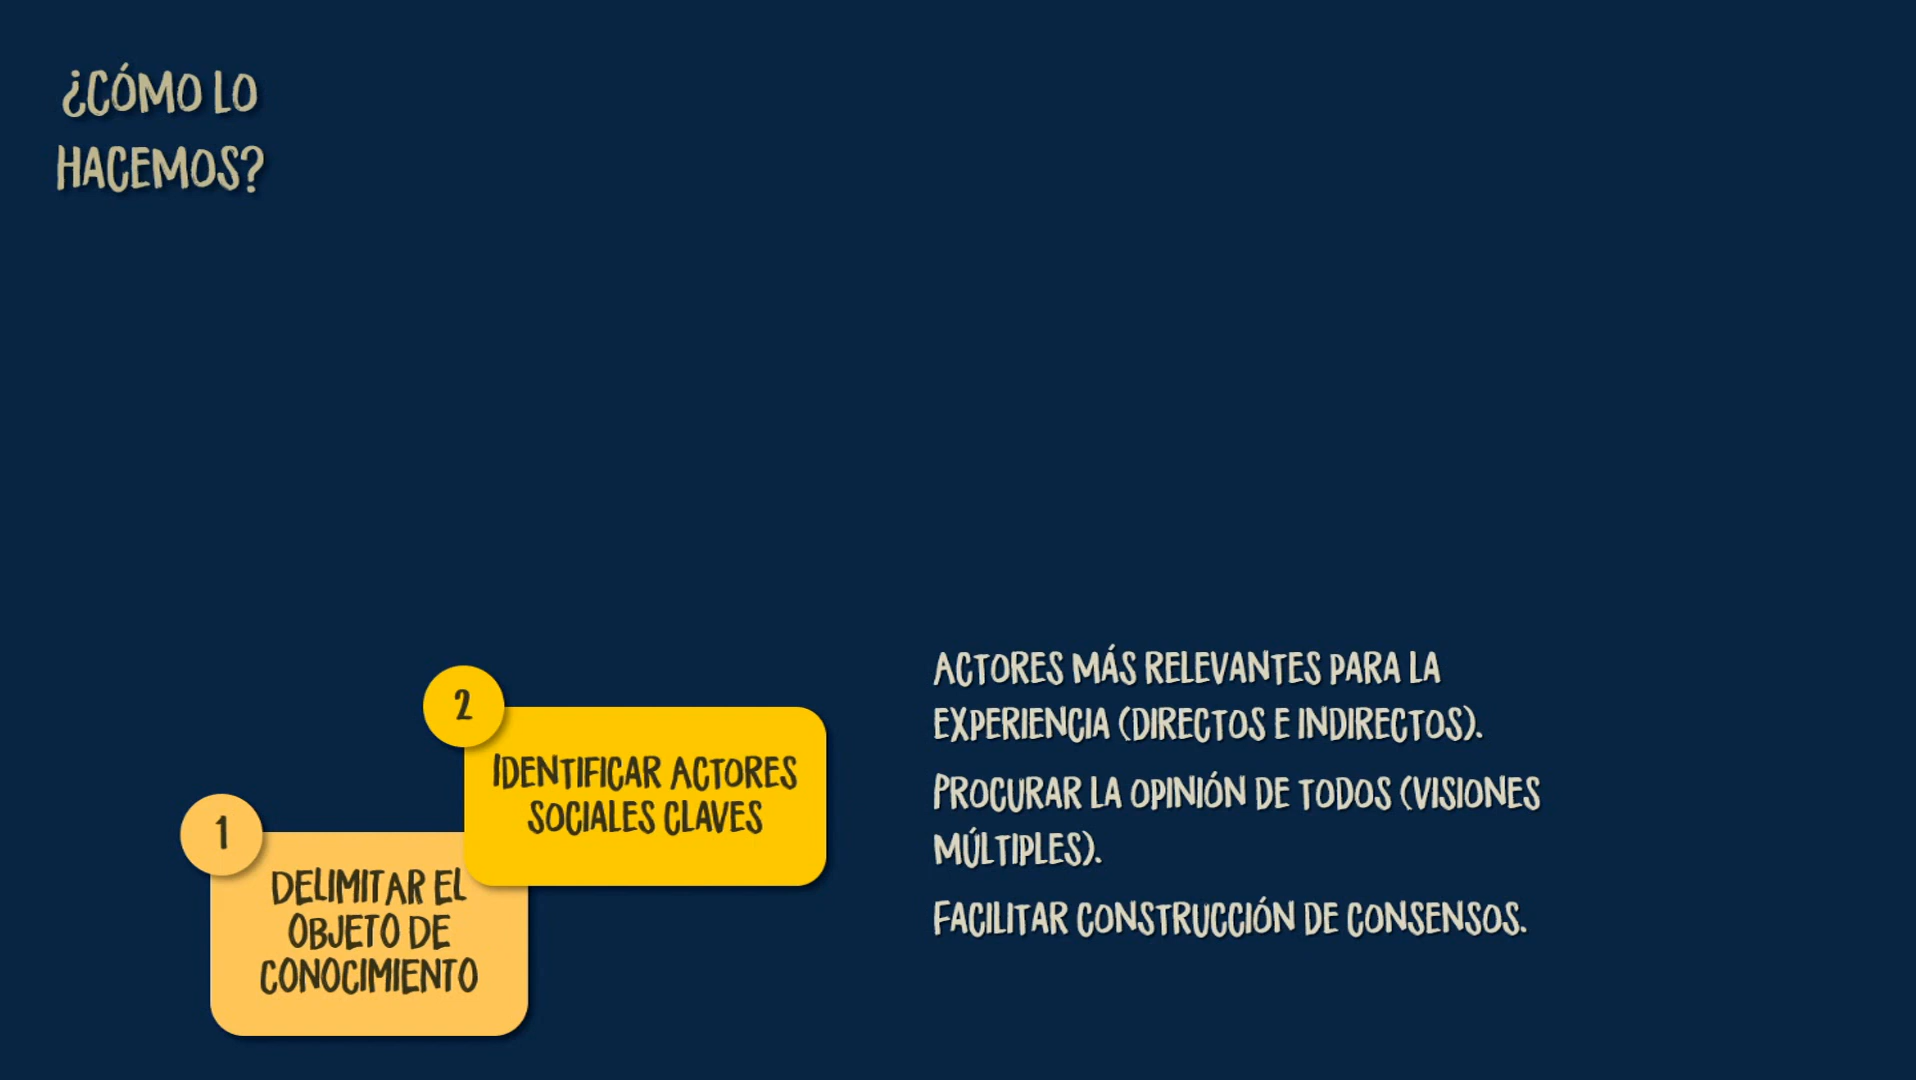 ¿CÓMO LO
HACEMOS?
2
IDENTIFICAR ACTORES
SOCIALES CLAVES
1
DELIMITAR EL
OBJETO DE
CONOCIMIENTO
ACTORES MÁS RELEVANTES PARA LA
EXPERIENCIA (DIRECTOS E INDIRECTOS).
PROCURAR LA OPINIÓN DE TODOS (VISIONES
MÚLTIPLES).
FACILITAR CONSTRUCCIÓN DE CONSENSOS.